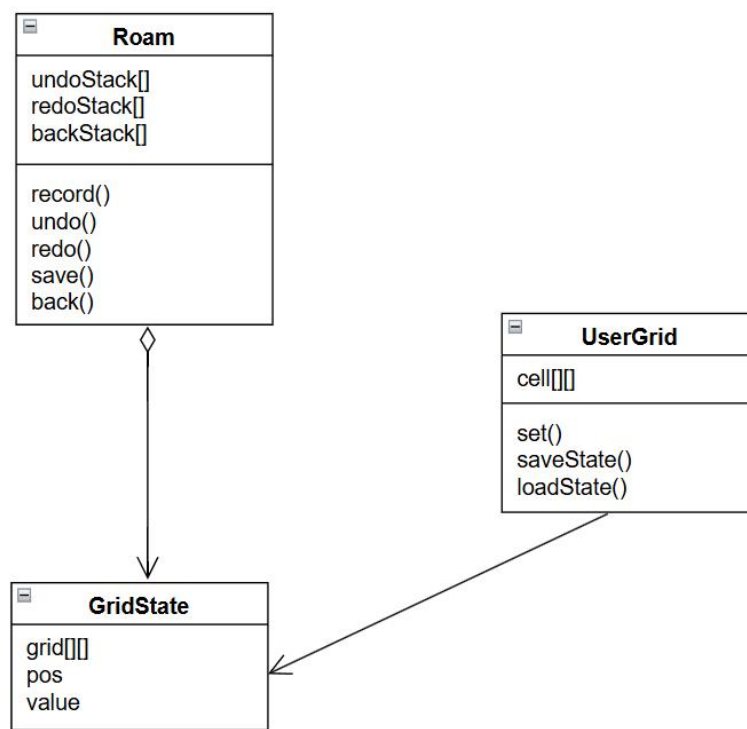 Roam
undoStack[]
redoStack[]
backStack[]
record()
undo()
redo()
save()
back()
UserGrid
cell[][]
set()
saveState()
loadState()
GridState
grid[][]
pos
value